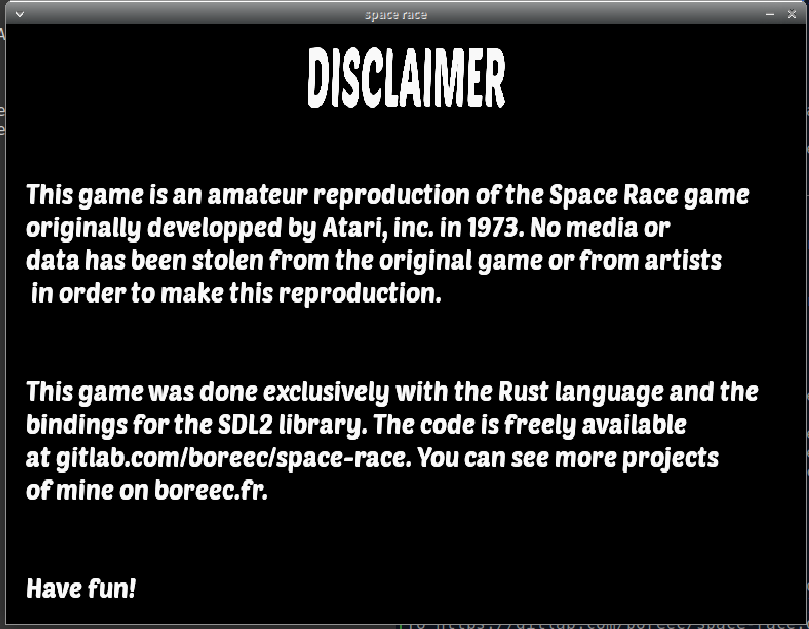 space race
DISCLAIMER
This game is an amateur reproduction of the Space Race game
originally developped by Atari, inc. in 1973. No media or
data has been stolen from the original game or from artists
in order to make this reproduction.
This game was done exclusively with the Rust language and the
bindings for the SDL2 library. The code is freely available
at gitlab.com/boreec/space-race. You can see more projects
of mine on boreec.fr.
Have fun!